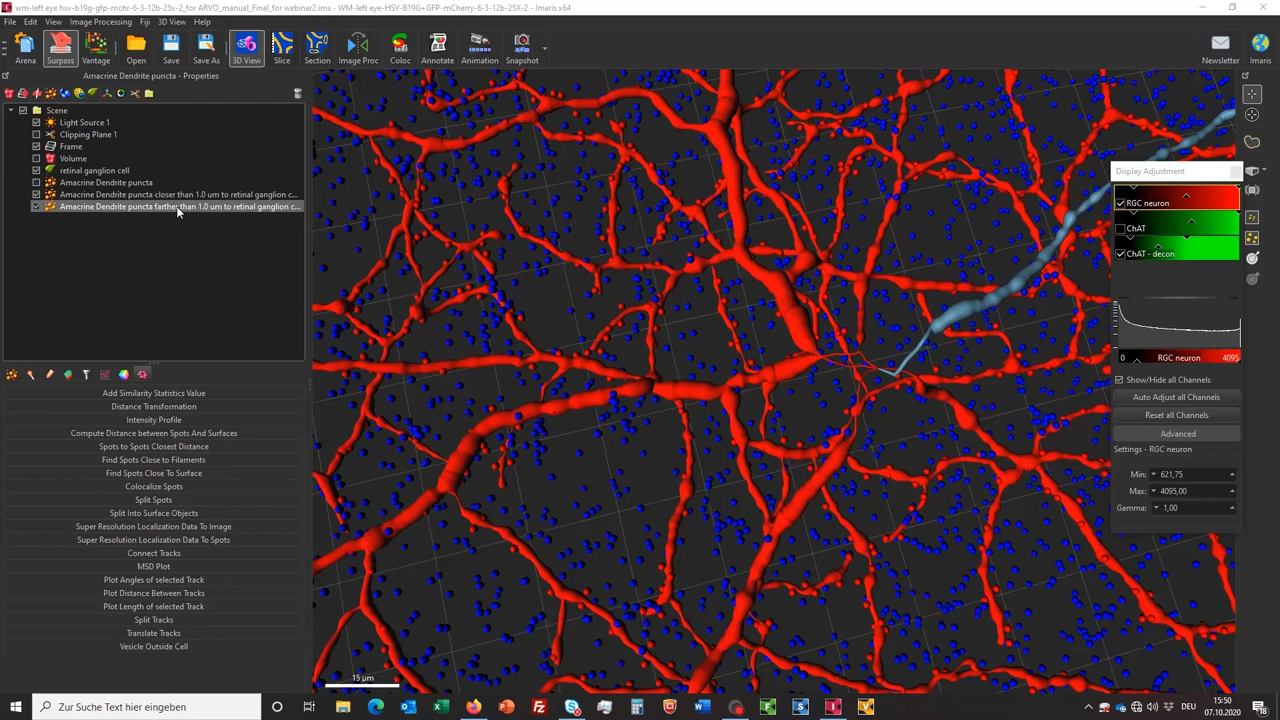 wm-left eye-hsv-b19g-gfp-mchr-gfp-6-3-12b-25x-2_for ARVO_manual_Final_for webinar2.ims - WM-left eye-HSV-B19G+GFP-mCherry-GFP-6-3-12b-25X-2 - Imaris x64
File Edit View Image Processing Fiji 3D View Help
Arena Surpass Vantage Open Save Save As 3D View Slice Section Image Proc Coloc Annotate Animation Snapshot Newsletter Imaris
Amacrine Dendrite puncta - Properties
Scene
Light Source 1
Clipping Plane 1
Frame
Volume
retinal ganglion cell
Amacrine Dendrite puncta
Amacrine Dendrite puncta closer than 1.0 um to retinal ganglion c...
Amacrine Dendrite puncta farther than 1.0 um to retinal ganglion c...
Add Statistics Value
Distance Transformation
Intensity Profile
Compute Distance between Spots And Surfaces
Spots to Spots Closest Distance
Find Spots Close to Filaments
Find Spots Close To Surface
Colocalize Spots
Split Spots
Split Into Surface Objects
Super Resolution Localization Data To Image
Super Resolution Localization Data To Spots
Connect Tracks
MSD Plot
Plot Angles of selected Track
Plot Distance Between Tracks
Plot Length of selected Track
Split Tracks
Translate Tracks
Vesicle Outside Cell
15 µm
Display Adjustment
RGC neuron
ChAT
ChAT - decon
0 RGC neuron 4095
Show/Hide all Channels
Auto Adjust all Channels
Reset all Channels
Advanced
Settings - RGC neuron
Min: 621,75
Max: 4095,00
Gamma: 1,00
Zur Suche Text hier eingeben
DEU
15:50
07.10.2020
18